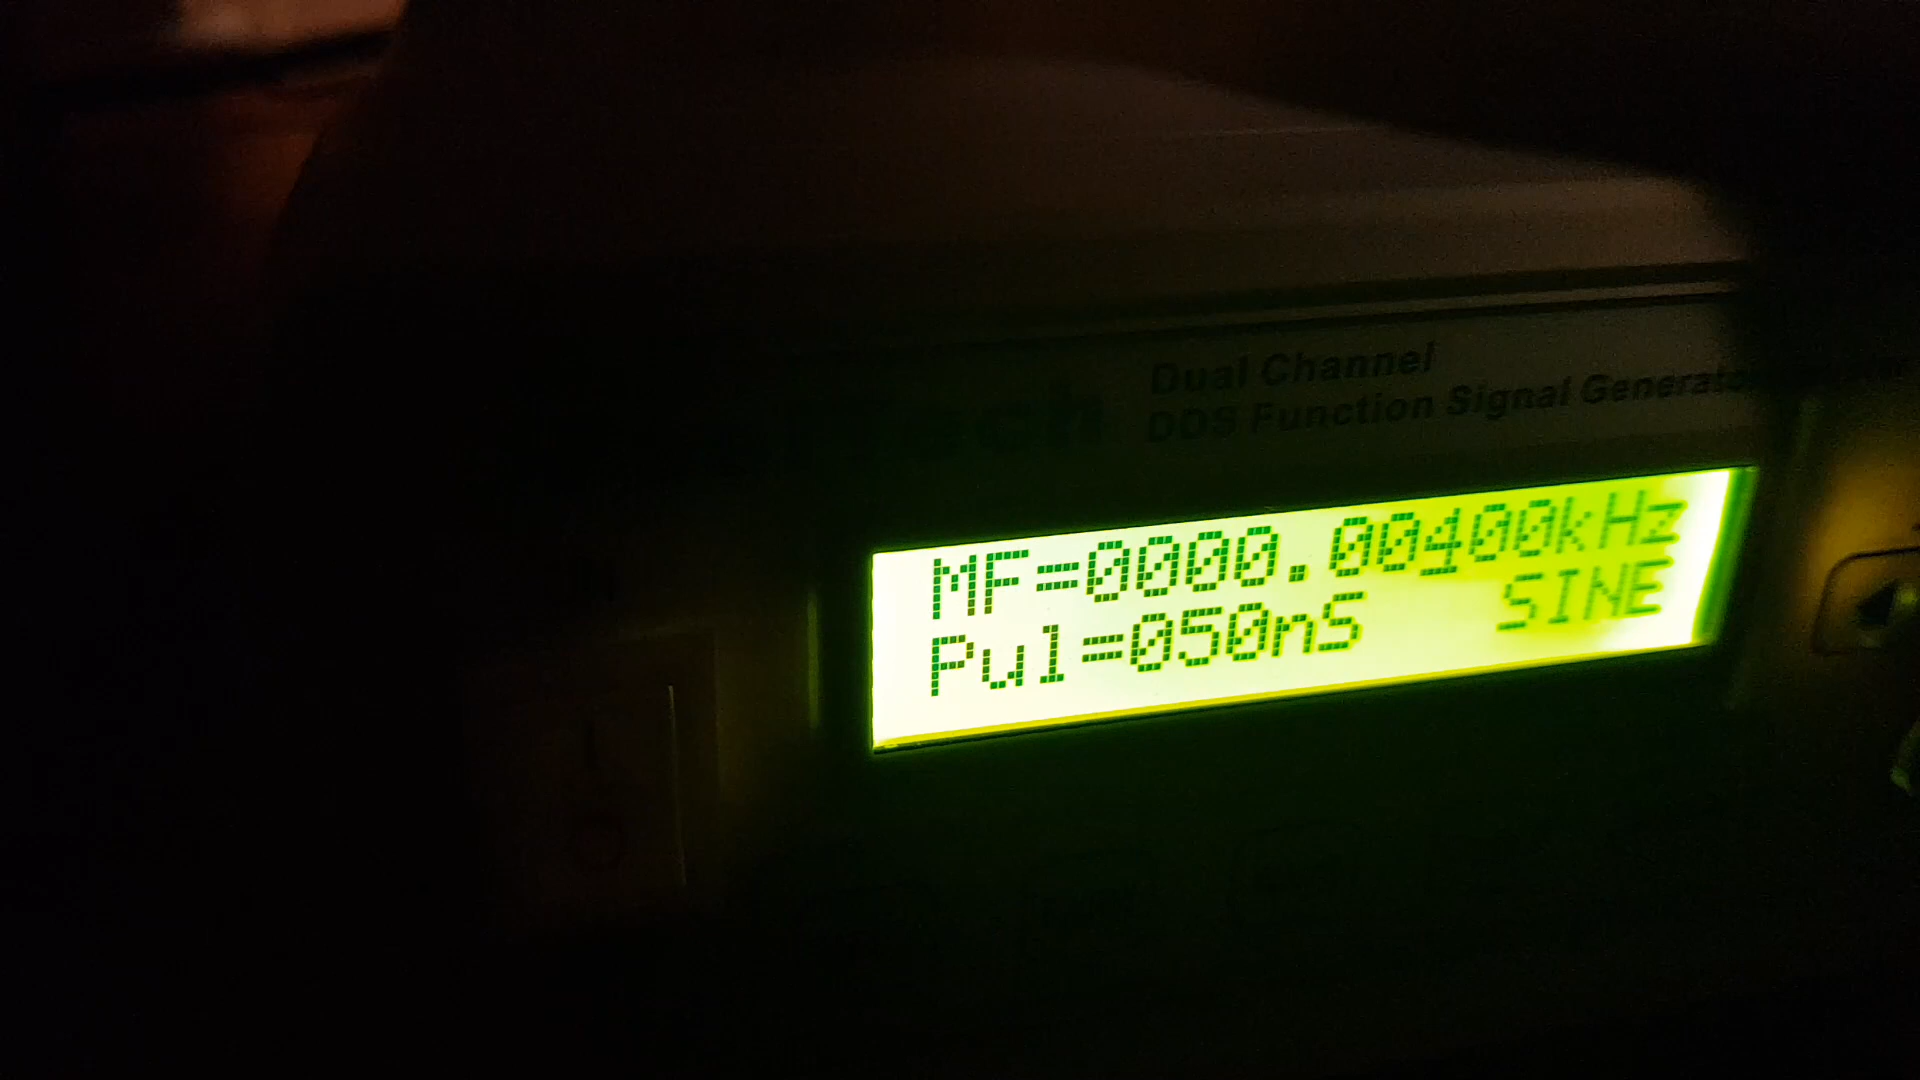 Dual Channel
DDS Function Signal Generator
MF=0000.00400kHz
Pul=050nS SINE